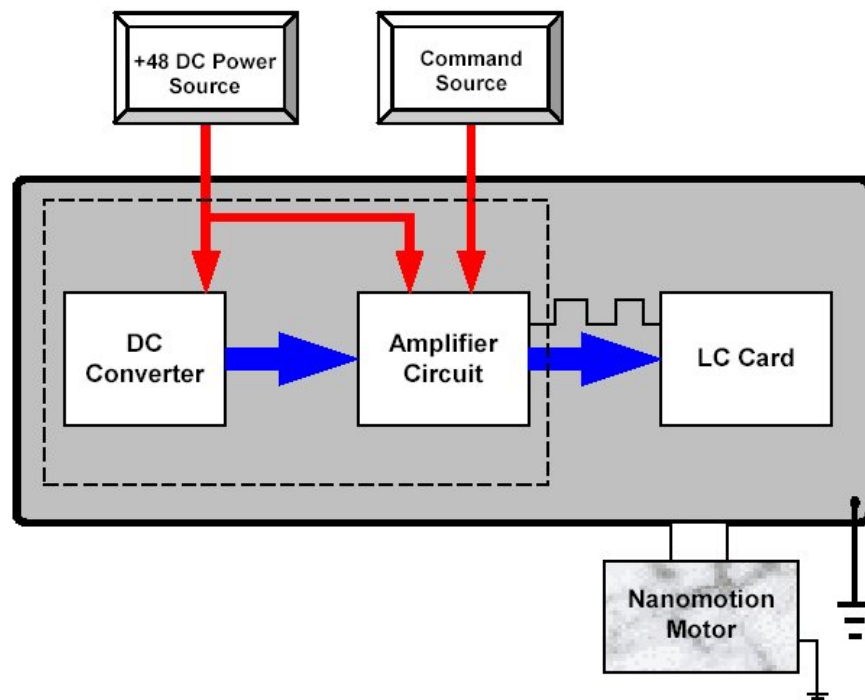 +48 DC Power
Source
Command
Source
DC
Converter
Amplifier
Circuit
LC Card
Nanomotion
Motor